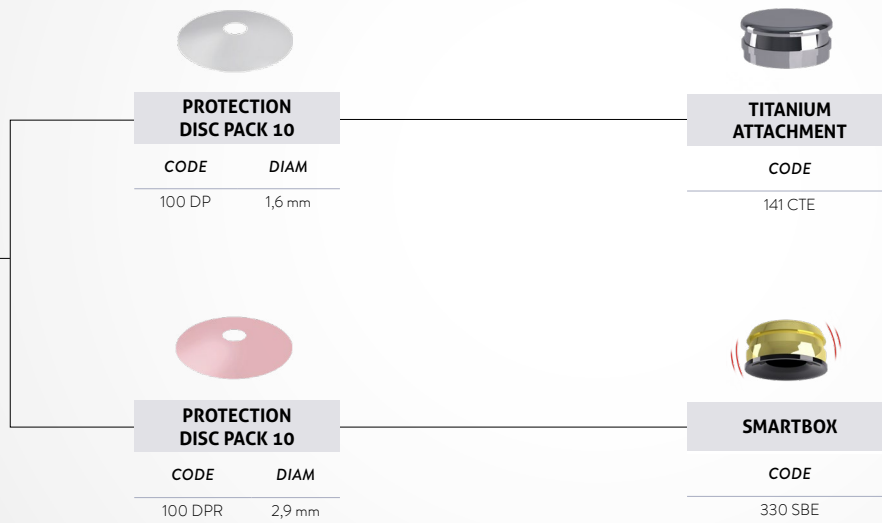 PROTECTION
DISC PACK 10
CODE DIAM
100 DP 1,6 mm
TITANIUM
ATTACHMENT
CODE
141 CTE
PROTECTION
DISC PACK 10
CODE DIAM
100 DPR 2,9 mm
SMARTBOX
CODE
330 SBE